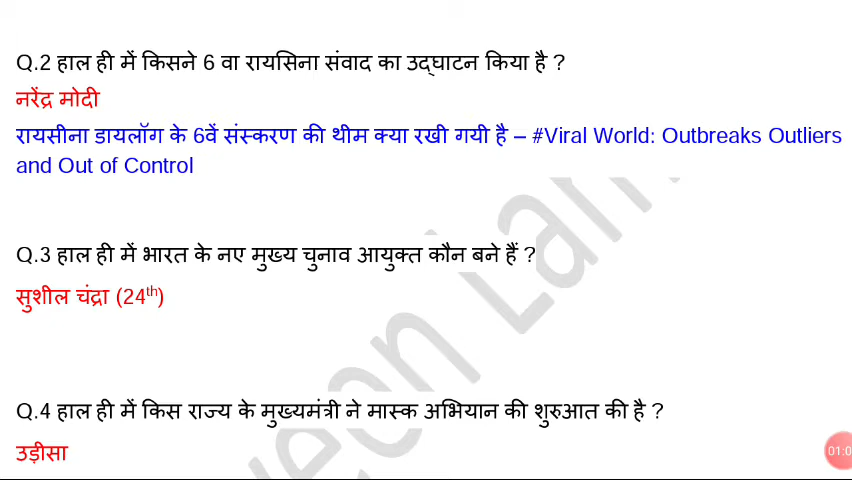 Q.2 हाल ही में किसने 6 वा रायसिना संवाद का उद्घाटन किया है ?
नरेंद्र मोदी
रायसीना डायलॉग के 6वें संस्करण की थीम क्या रखी गयी है – #Viral World: Outbreaks Outliers
and Out of Control
Q.3 हाल ही में भारत के नए मुख्य चुनाव आयुक्त कौन बने हैं ?
सुशील चंद्रा (24th)
Q.4 हाल ही में किस राज्य के मुख्यमंत्री ने मास्क अभियान की शुरुआत की है ?
उड़ीसा